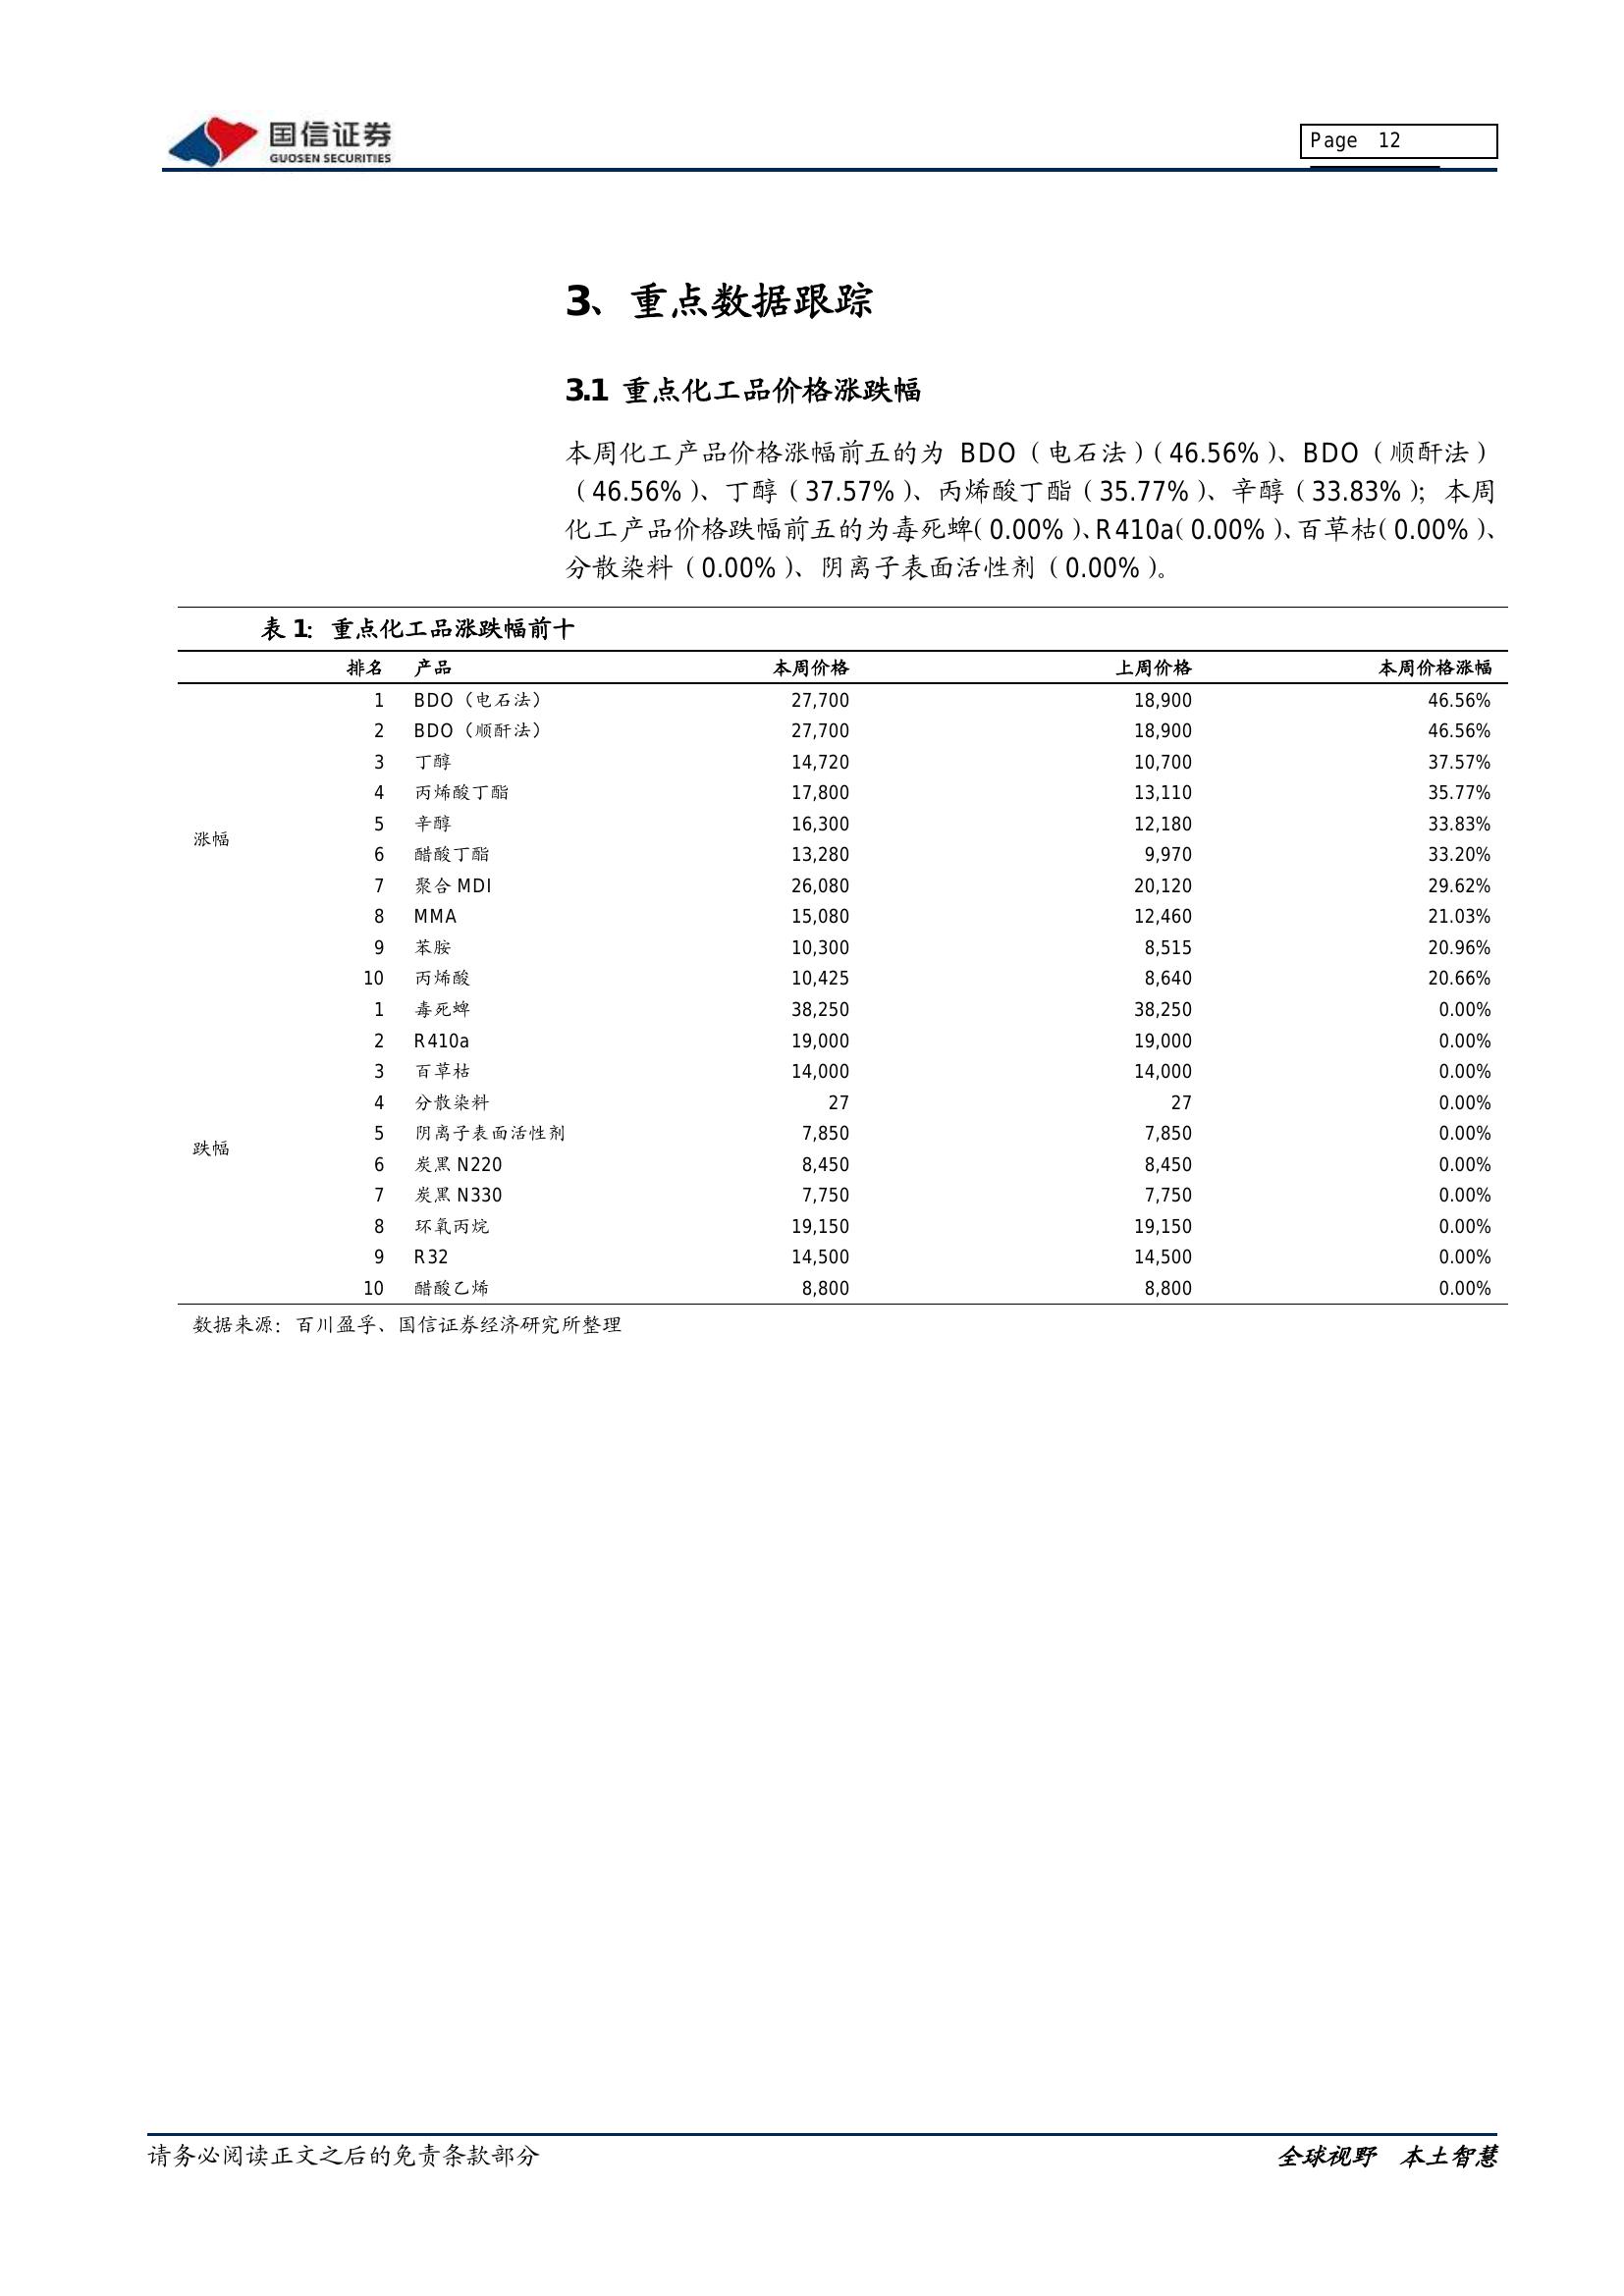 国信证券
GUOSEN SECURITIES
Page 12
3、重点数据跟踪
3.1 重点化工品价格涨跌幅
本周化工产品价格涨幅前五的为 BDO（电石法）（46.56%）、BDO（顺酐法）
（46.56%）、丁醇（37.57%）、丙烯酸丁酯（35.77%）、辛醇（33.83%）；本周
化工产品价格跌幅前五的为毒死蜱（0.00%）、R410a（0.00%）、百草枯（0.00%）、
分散染料（0.00%）、阴离子表面活性剂（0.00%）。
表 1：重点化工品涨跌幅前十
排名 产品 本周价格 上周价格 本周价格涨幅
1 BDO（电石法） 27,700 18,900 46.56%
2 BDO（顺酐法） 27,700 18,900 46.56%
3 丁醇 14,720 10,700 37.57%
4 丙烯酸丁酯 17,800 13,110 35.77%
5 辛醇 16,300 12,180 33.83%
涨幅
6 醋酸丁酯 13,280 9,970 33.20%
7 聚合 MDI 26,080 20,120 29.62%
8 MMA 15,080 12,460 21.03%
9 苯胺 10,300 8,515 20.96%
10 丙烯酸 10,425 8,640 20.66%
1 毒死蜱 38,250 38,250 0.00%
2 R410a 19,000 19,000 0.00%
3 百草枯 14,000 14,000 0.00%
4 分散染料 27 27 0.00%
5 阴离子表面活性剂 7,850 7,850 0.00%
跌幅
6 炭黑 N220 8,450 8,450 0.00%
7 炭黑 N330 7,750 7,750 0.00%
8 环氧丙烷 19,150 19,150 0.00%
9 R32 14,500 14,500 0.00%
10 醋酸乙烯 8,800 8,800 0.00%
数据来源：百川盈孚、国信证券经济研究所整理
请务必阅读正文之后的免责条款部分
全球视野 本土智慧